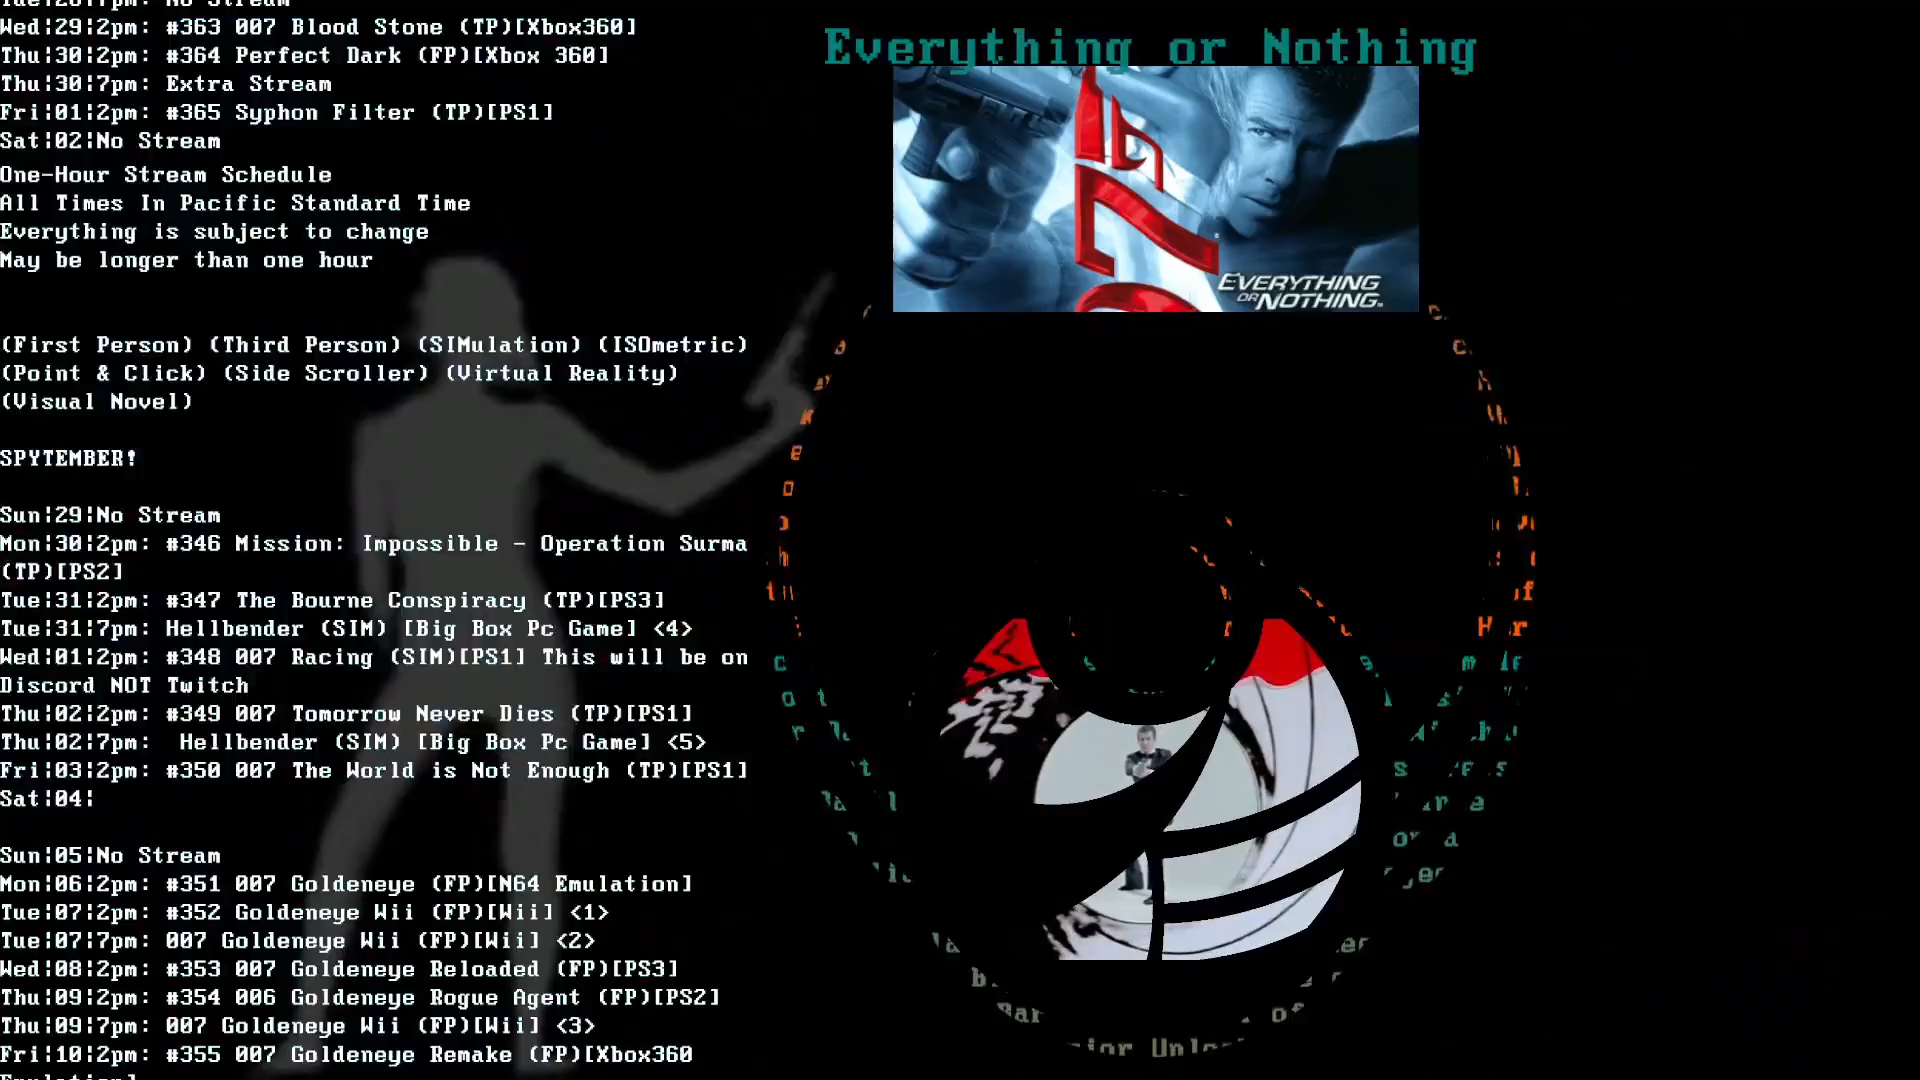 Wed|29|2pm: #363 007 Blood Stone (TP)[Xbox360]
Thu|30|2pm: #364 Perfect Dark (FP)[Xbox 360]
Thu|30|7pm: Extra Stream
Fri|01|2pm: #365 Syphon Filter (TP)[PS1]
Sat|02|No Stream
One-Hour Stream Schedule
All Times In Pacific Standard Time
Everything is subject to change
May be longer than one hour
(First Person) (Third Person) (SIMulation) (ISOmetric)
(Point & Click) (Side Scroller) (Virtual Reality)
(Visual Novel)
SPYTEMBER!
Sun|29|No Stream
Mon|30|2pm: #346 Mission: Impossible - Operation Surma
(TP)[PS2]
Tue|31|2pm: #347 The Bourne Conspiracy (TP)[PS3]
Tue|31|7pm: Hellbender (SIM) [Big Box Pc Game] <4>
Wed|01|2pm: #348 007 Racing (SIM)[PS1] This will be on
Discord NOT Twitch
Thu|02|2pm: #349 007 Tomorrow Never Dies (TP)[PS1]
Thu|02|7pm:  Hellbender (SIM) [Big Box Pc Game] <5>
Fri|03|2pm: #350 007 The World is Not Enough (TP)[PS1]
Sat|04|
Sun|05|No Stream
Mon|06|2pm: #351 007 Goldeneye (FP)[N64 Emulation]
Tue|07|2pm: #352 Goldeneye Wii (FP)[Wii] <1>
Tue|07|7pm: 007 Goldeneye Wii (FP)[Wii] <2>
Wed|08|2pm: #353 007 Goldeneye Reloaded (FP)[PS3]
Thu|09|2pm: #354 006 Goldeneye Rogue Agent (FP)[PS2]
Thu|09|7pm: 007 Goldeneye Wii (FP)[Wii] <3>
Fri|10|2pm: #355 007 Goldeneye Remake (FP)[Xbox360
Everything or Nothing
EVERYTHING
OR NOTHING